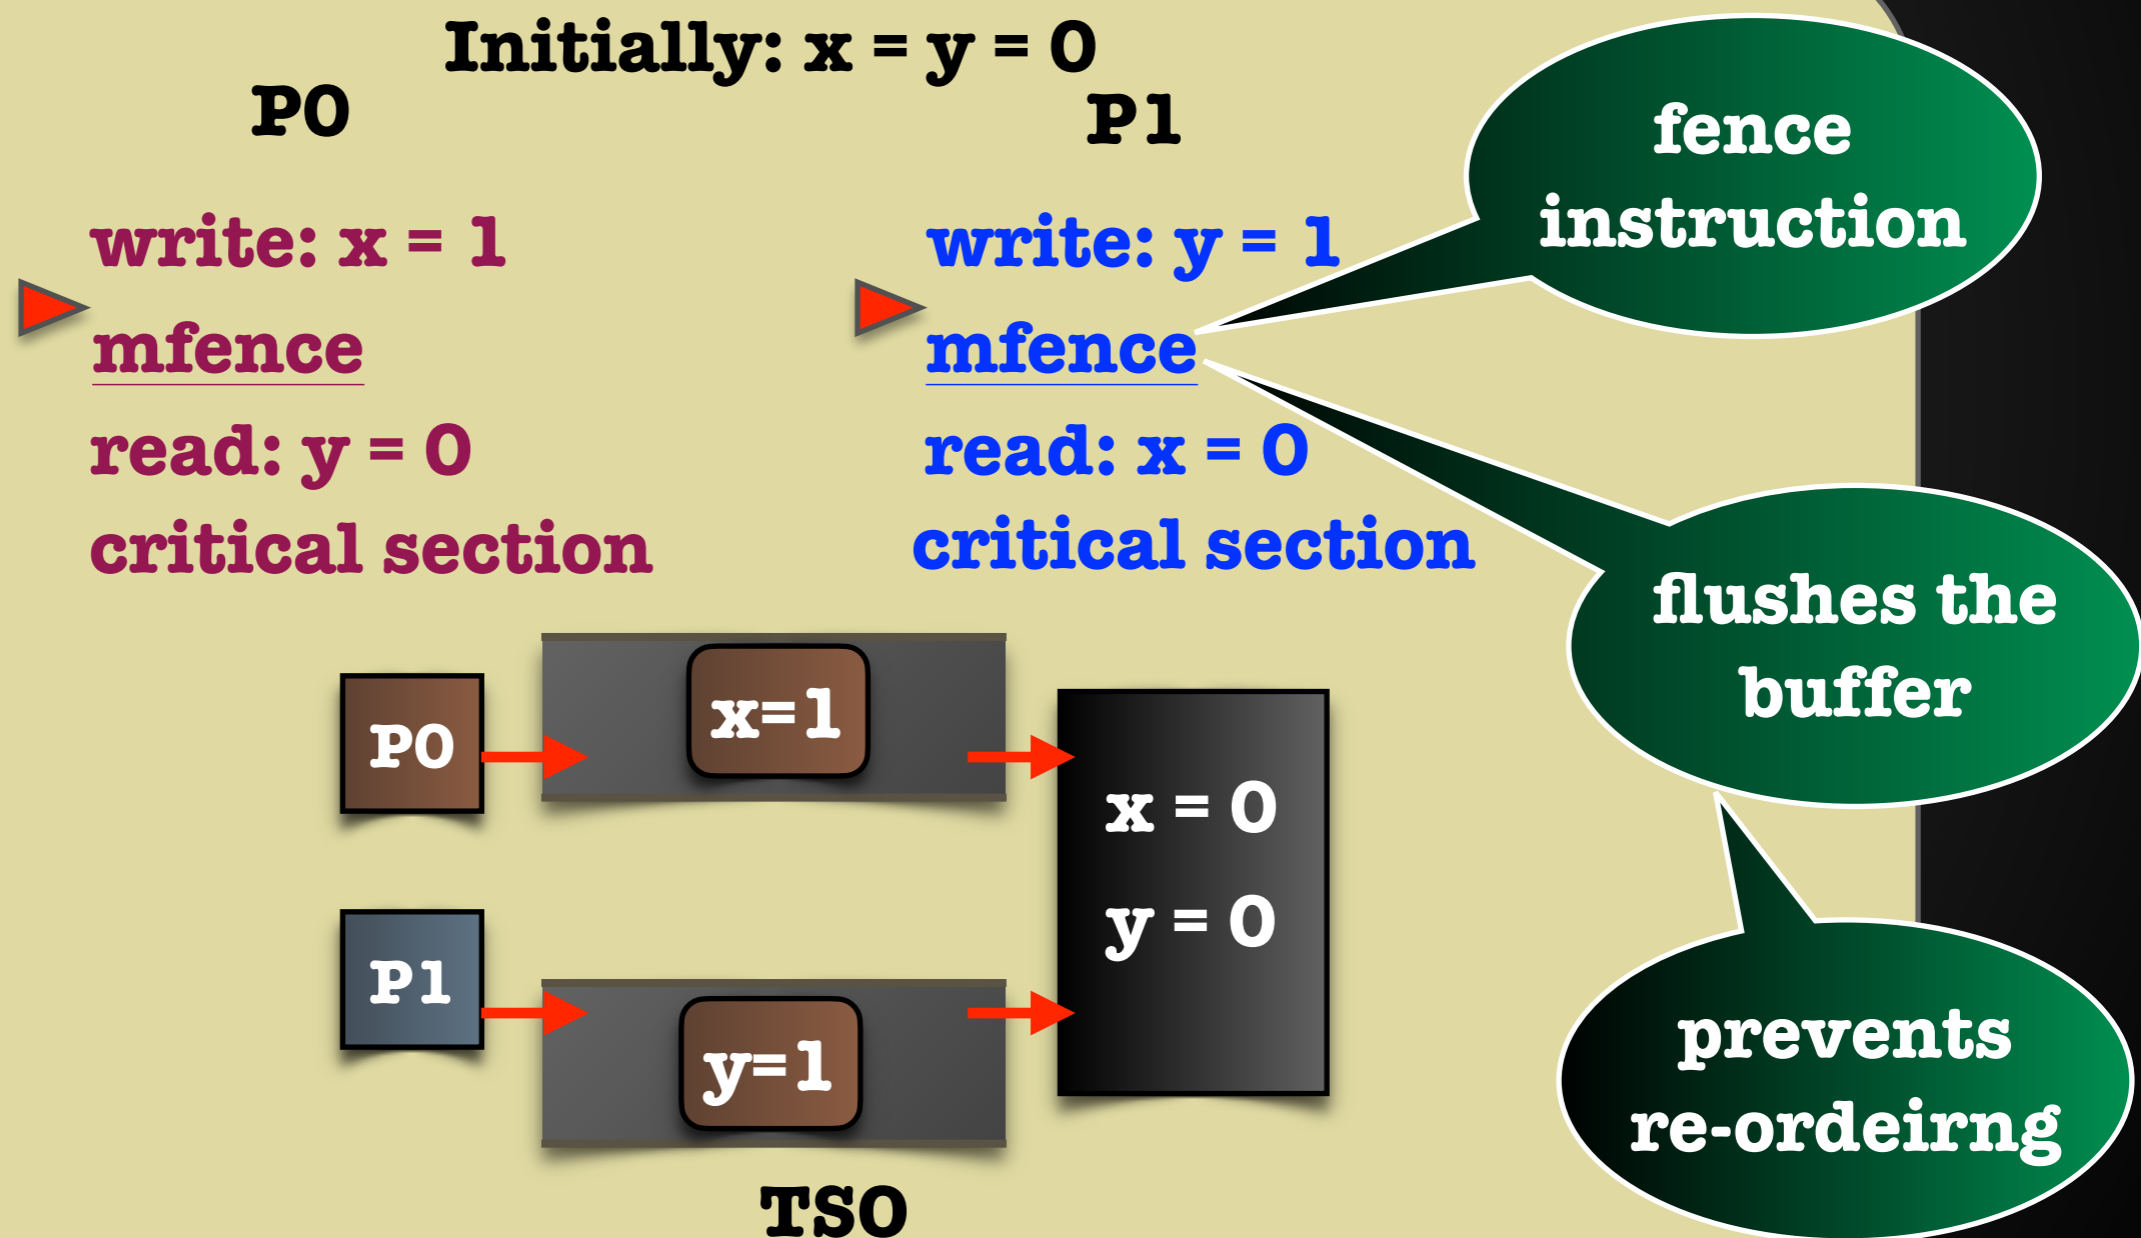 Initially: x = y = 0
P0
P1
write: x = 1
mfence
read: y = 0
critical section
write: y = 1
mfence
read: x = 0
critical section
fence
instruction
flushes the
buffer
prevents
re-ordeirng
P0
x=1
P1
y=1
x = 0
y = 0
TSO